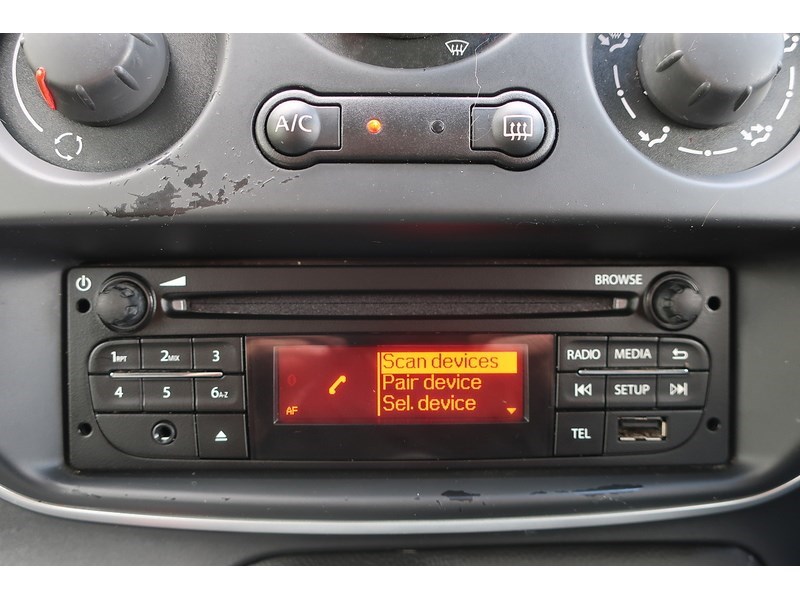 A/C
BROWSE
1RPT 2MIX 3
4 5 6A-Z
AF
Scan devices
Pair device
Sel. device
RADIO MEDIA
SETUP
TEL